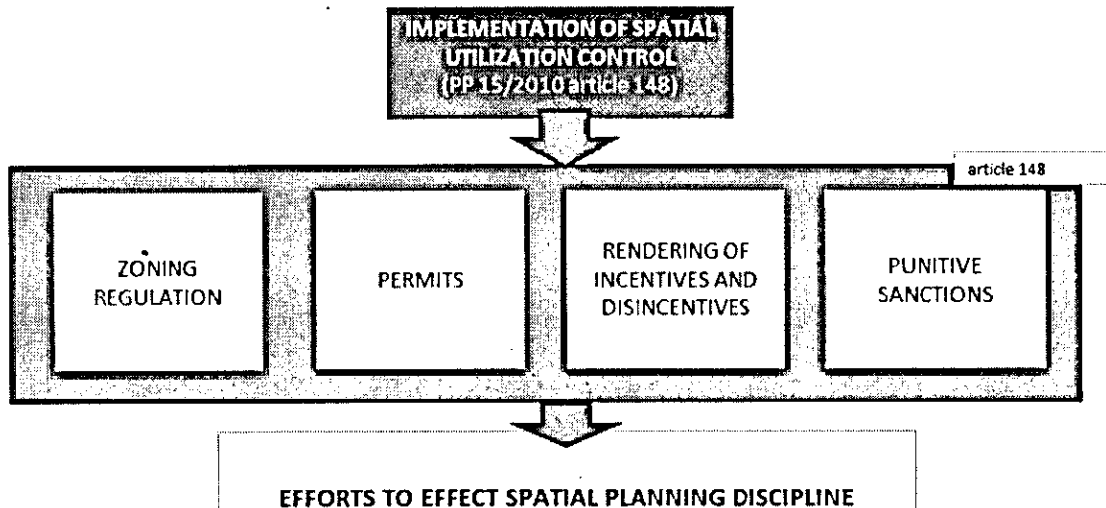 IMPLEMENTATION OF SPATIAL
UTILIZATION CONTROL
(PP 15/2010 article 148)
article 148
ZONING
REGULATION
PERMITS
RENDERING OF
INCENTIVES AND
DISINCENTIVES
PUNITIVE
SANCTIONS
EFFORTS TO EFFECT SPATIAL PLANNING DISCIPLINE